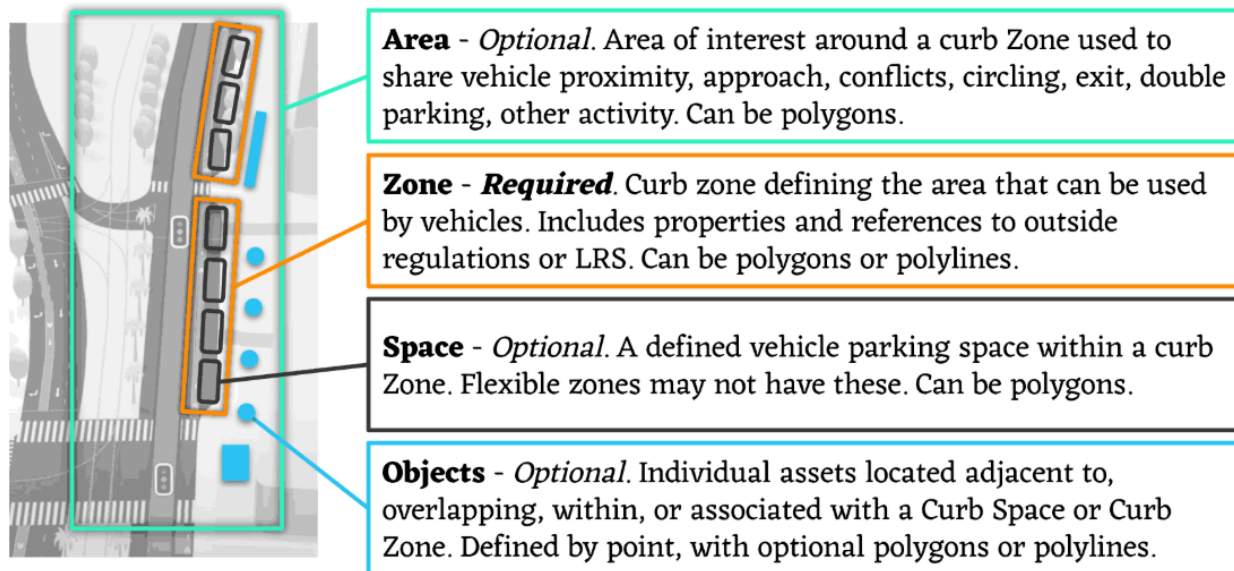 Area - Optional. Area of interest around a curb Zone used to
share vehicle proximity, approach, conflicts, circling, exit, double
parking, other activity. Can be polygons.
Zone - Required. Curb zone defining the area that can be used
by vehicles. Includes properties and references to outside
regulations or LRS. Can be polygons or polylines.
Space - Optional. A defined vehicle parking space within a curb
Zone. Flexible zones may not have these. Can be polygons.
Objects - Optional. Individual assets located adjacent to,
overlapping, within, or associated with a Curb Space or Curb
Zone. Defined by point, with optional polygons or polylines.